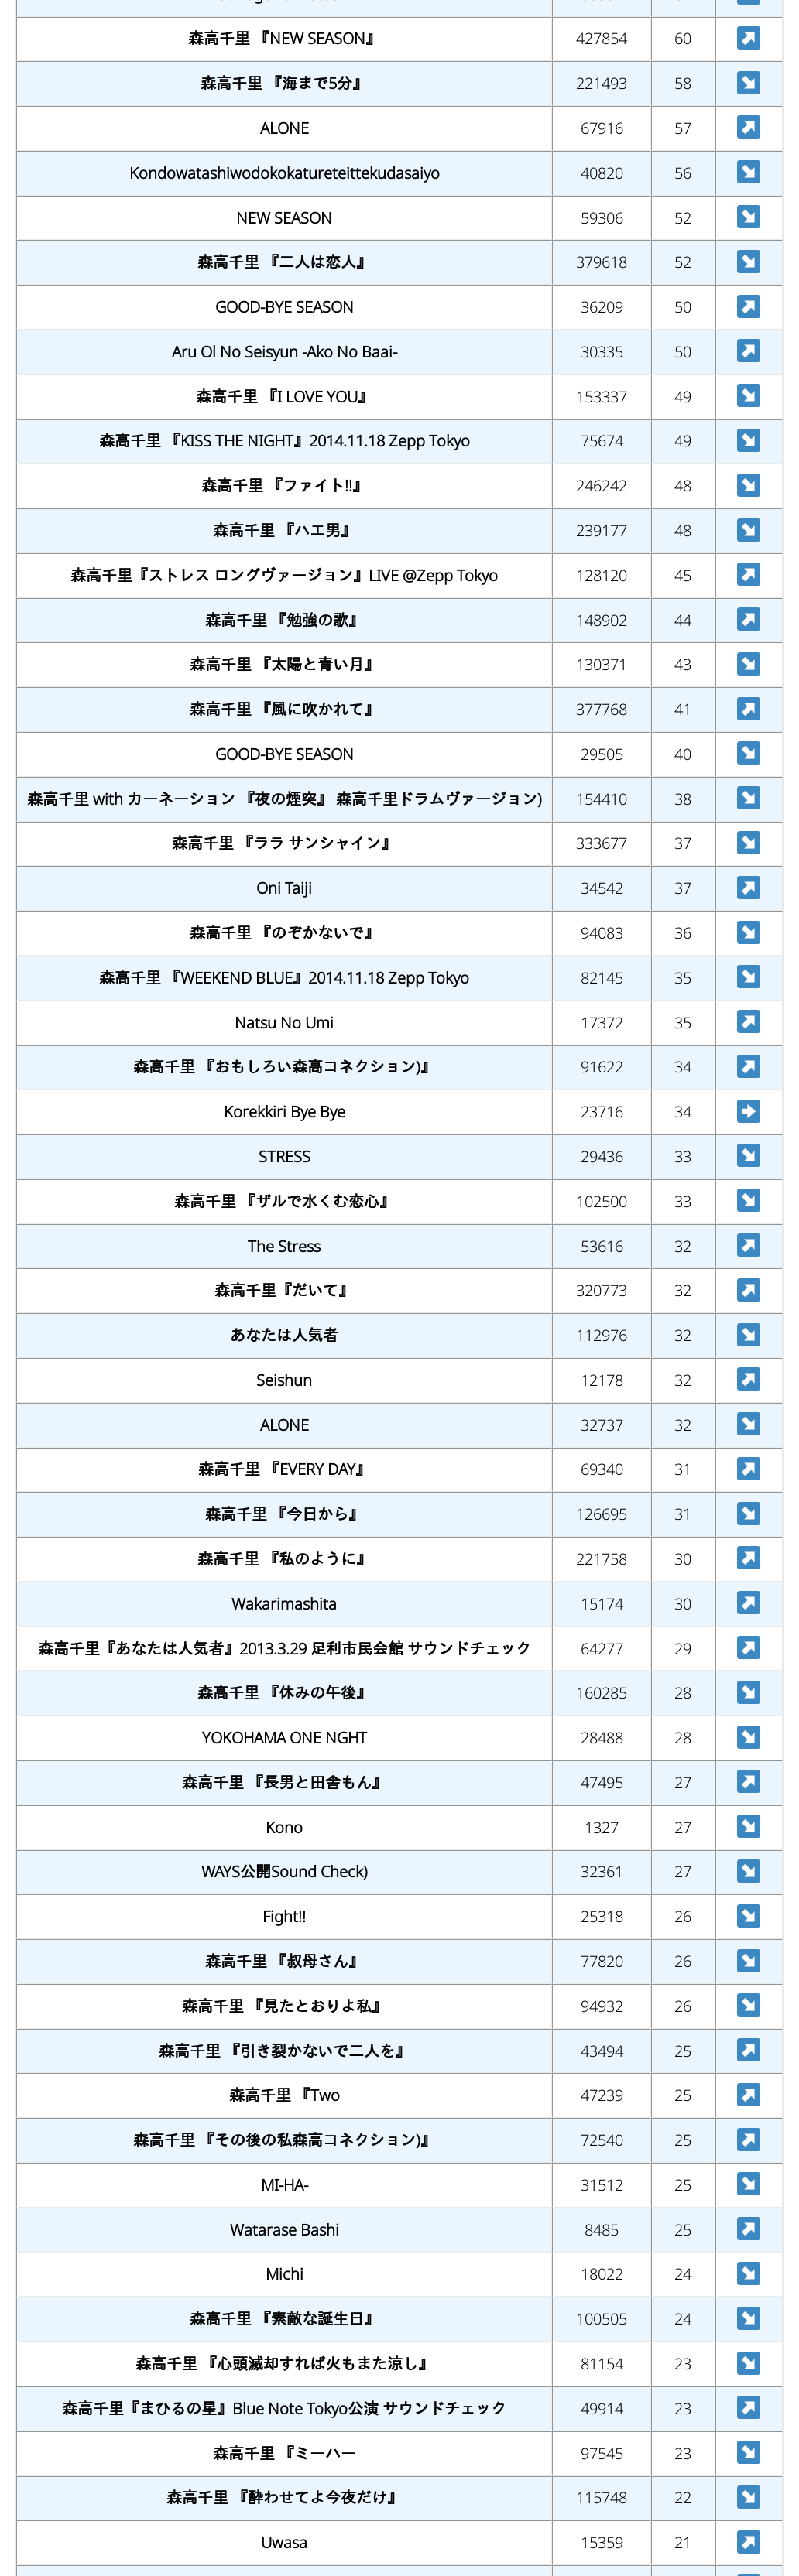 森高千里 『NEW SEASON』 427854 60
森高千里 『海まで5分』 221493 58
ALONE 67916 57
Kondowatashiwodokokatureteittekudasaiyo 40820 56
NEW SEASON 59306 52
森高千里 『二人は恋人』 379618 52
GOOD-BYE SEASON 36209 50
Aru Ol No Seisyun -Ako No Baai- 30335 50
森高千里 『I LOVE YOU』 153337 49
森高千里 『KISS THE NIGHT』2014.11.18 Zepp Tokyo 75674 49
森高千里 『ファイト!!』 246242 48
森高千里 『ハエ男』 239177 48
森高千里『ストレス ロングヴァージョン』LIVE @Zepp Tokyo 128120 45
森高千里 『勉強の歌』 148902 44
森高千里 『太陽と青い月』 130371 43
森高千里 『風に吹かれて』 377768 41
GOOD-BYE SEASON 29505 40
森高千里 with カーネーション 『夜の煙突』 森高千里ドラムヴァージョン) 154410 38
森高千里 『ララ サンシャイン』 333677 37
Oni Taiji 34542 37
森高千里 『のぞかないで』 94083 36
森高千里 『WEEKEND BLUE』2014.11.18 Zepp Tokyo 82145 35
Natsu No Umi 17372 35
森高千里 『おもしろい森高コネクション)』 91622 34
Korekkiri Bye Bye 23716 34
STRESS 29436 33
森高千里 『ザルで水くむ恋心』 102500 33
The Stress 53616 32
森高千里『だいて』 320773 32
あなたは人気者 112976 32
Seishun 12178 32
ALONE 32737 32
森高千里 『EVERY DAY』 69340 31
森高千里 『今日から』 126695 31
森高千里 『私のように』 221758 30
Wakarimashita 15174 30
森高千里『あなたは人気者』2013.3.29 足利市民会館 サウンドチェック 64277 29
森高千里 『休みの午後』 160285 28
YOKOHAMA ONE NGHT 28488 28
森高千里 『長男と田舎もん』 47495 27
Kono 1327 27
WAYS公開Sound Check) 32361 27
Fight!! 25318 26
森高千里 『叔母さん』 77820 26
森高千里 『見たとおりよ私』 94932 26
森高千里 『引き裂かないで二人を』 43494 25
森高千里 『Two 47239 25
森高千里 『その後の私森高コネクション)』 72540 25
MI-HA- 31512 25
Watarase Bashi 8485 25
Michi 18022 24
森高千里 『素敵な誕生日』 100505 24
森高千里 『心頭滅却すれば火もまた涼し』 81154 23
森高千里『まひるの星』Blue Note Tokyo公演 サウンドチェック 49914 23
森高千里 『ミーハー 97545 23
森高千里 『酔わせてよ今夜だけ』 115748 22
Uwasa 15359 21